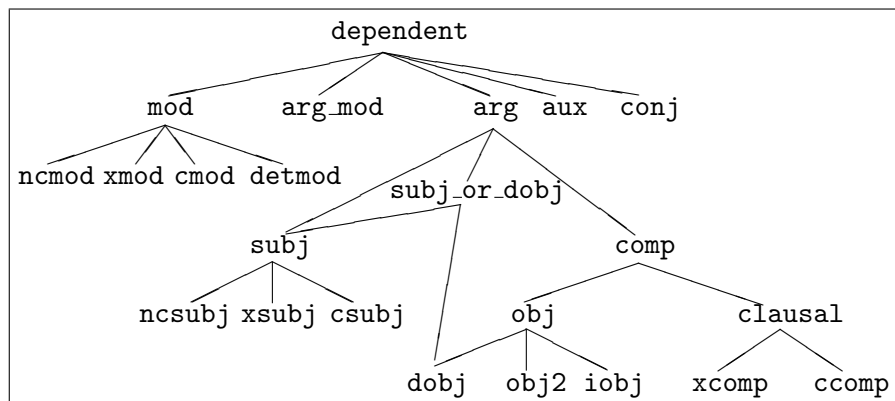 dependent
mod arg_mod arg aux conj
ncmod xmod cmod detmod
subj_or_dobj
subj comp
ncsubj xsubj csubj obj clausal
dobj obj2 iobj xcomp ccomp